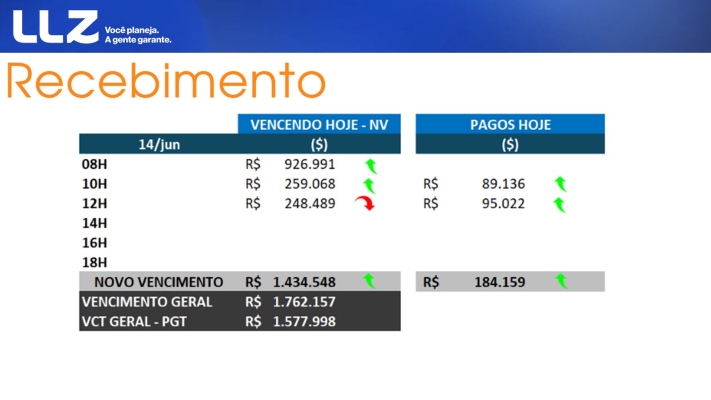 LLZ Você planeja.
A gente garante.
Recebimento
VENCENDO HOJE - NV PAGOS HOJE
14/jun ($) ($)
08H R$ 926.991
10H R$ 259.068 R$ 89.136
12H R$ 248.489 R$ 95.022
14H
16H
18H
NOVO VENCIMENTO R$ 1.434.548 R$ 184.159
VENCIMENTO GERAL R$ 1.762.157
VCT GERAL - PGT R$ 1.577.998